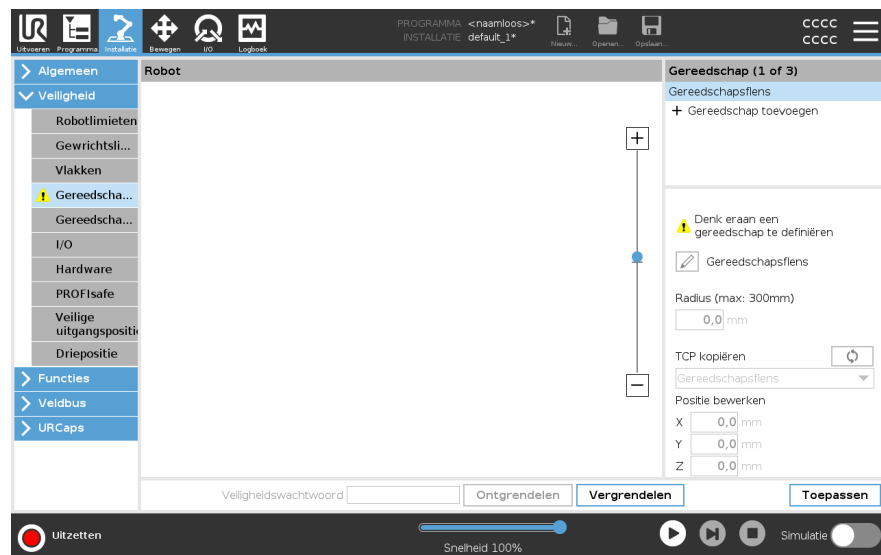 PROGRAMMA <naamloos>*
INSTALLATIE default_1*
Uitvoeren Programma Installatie Bewegen I/O Logboek
Nieuw... Openen... Opslaan...
cccc
cccc
Algemeen
Veiligheid
Robotlimieten
Gewrichtsli...
Vlakken
Gereedscha...
Gereedscha...
I/O
Hardware
PROFIsafe
Veilige
uitgangspositi
Driepositie
Functies
Veldbus
URCaps
Robot
Gereedschap (1 of 3)
Gereedschapsflens
+ Gereedschap toevoegen
Denk eraan een
gereedschap te definiëren
Gereedschapsflens
Radius (max: 300mm)
0,0 mm
TCP kopiëren
Gereedschapsflens
Positie bewerken
X 0,0 mm
Y 0,0 mm
Z 0,0 mm
Veiligheidswachtwoord Ontgrendelen Vergrendelen Toepassen
Uitzetten
Snelheid 100%
Simulatie